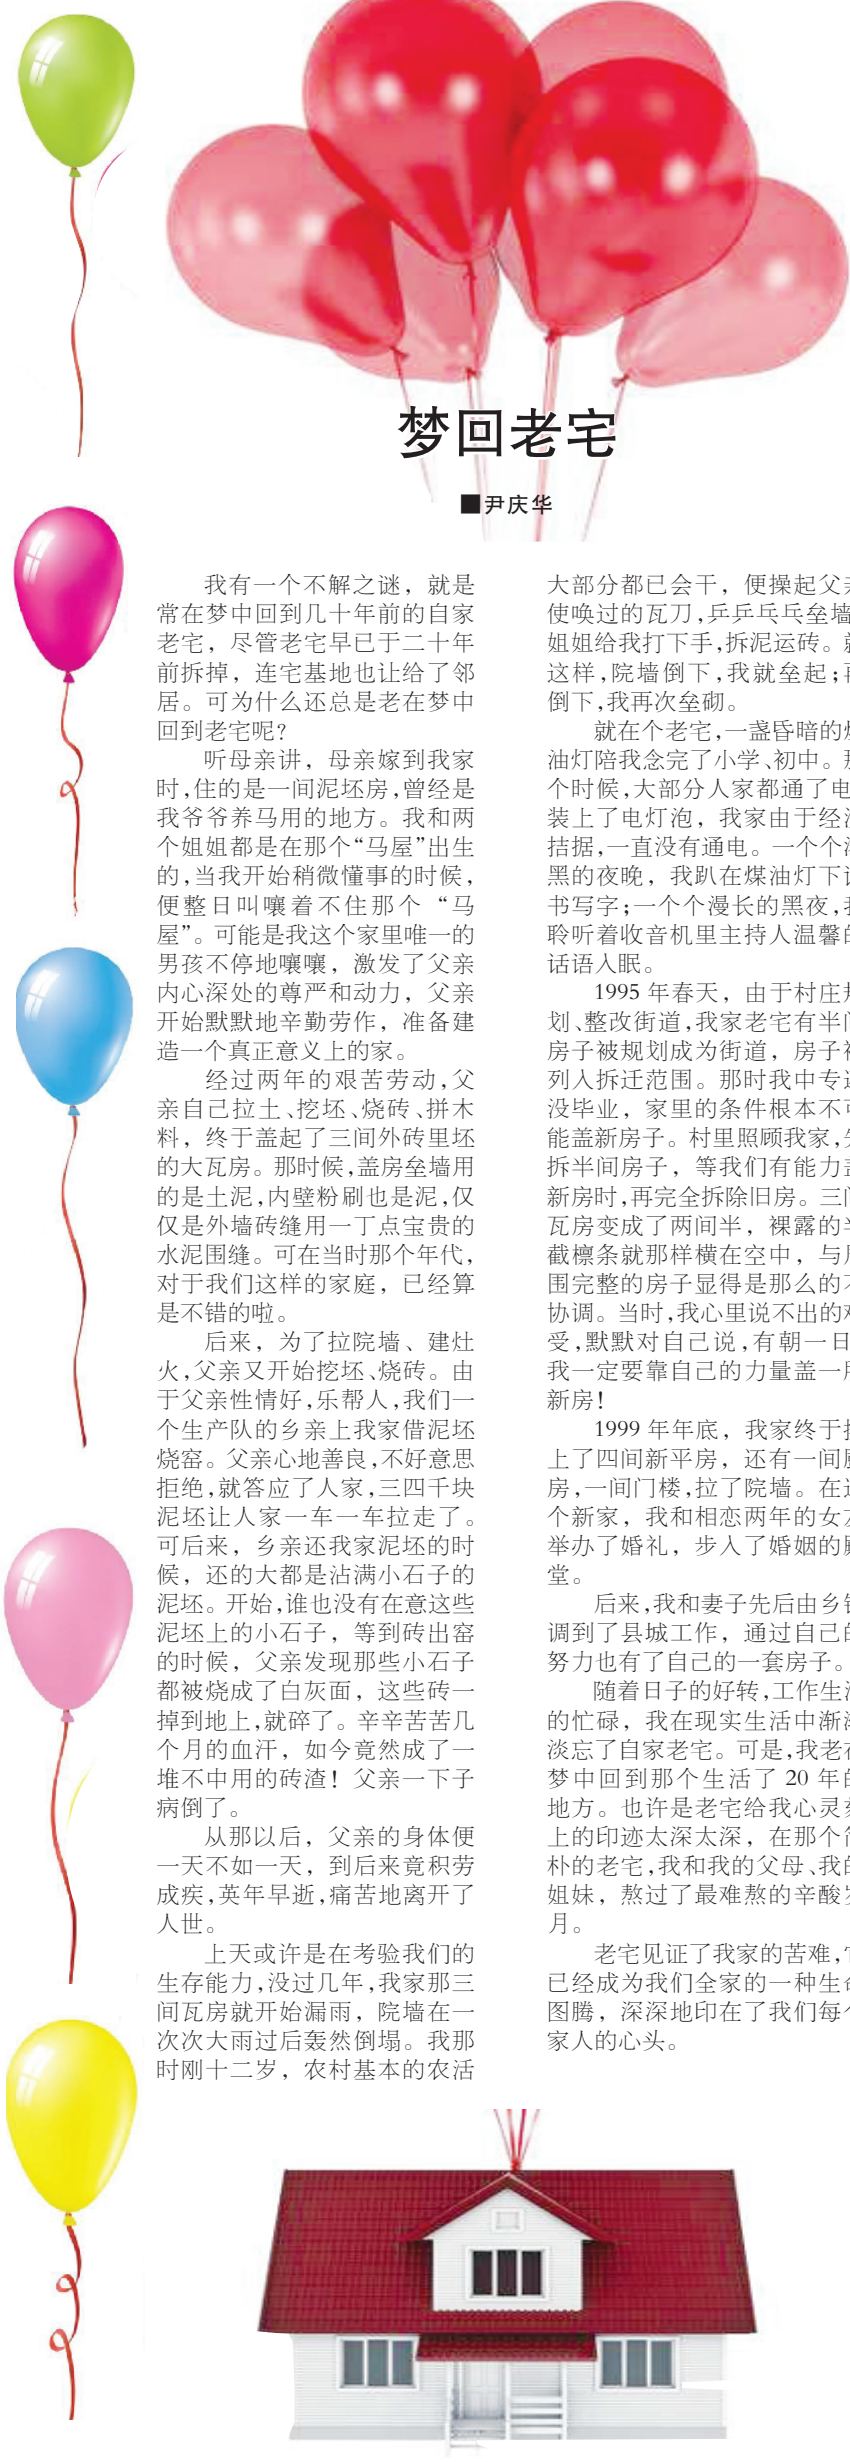 梦回老宅
■尹庆华
我有一个不解之谜，就是
常在梦中回到几十年前的自家
老宅，尽管老宅早已于二十年
前拆掉，连宅基地也让给了邻
居。可为什么还总是老在梦中
回到老宅呢？
听母亲讲，母亲嫁到我家
时，住的是一间泥坯房，曾经是
我爷爷养马用的地方。我和两
个姐姐都是在那个“马屋”出生
的，当我开始稍微懂事的时候，
便整日叫嚷着不住那个“马
屋”。可能是我这个家里唯一的
男孩不停地嚷嚷，激发了父亲
内心深处的尊严和动力，父亲
开始默默地辛勤劳作，准备建
造一个真正意义上的家。
经过两年的艰苦劳动，父
亲自己拉土、挖坯、烧砖、拼木
料，终于盖起了三间外砖里坯
的大瓦房。那时候，盖房垒墙用
的是土泥，内壁粉刷也是泥，仅
仅是外墙砖缝用一丁点宝贵的
水泥围缝。可在当时那个年代，
对于我们这样的家庭，已经算
是不错的啦。
后来，为了拉院墙、建灶
火，父亲又开始挖坯、烧砖。由
于父亲性情好，乐帮人，我们一
个生产队的乡亲上我家借泥坯
烧窑。父亲心地善良，不好意思
拒绝，就答应了人家，三四千块
泥坯让人家一车一车拉走了。
可后来，乡亲还我家泥坯的时
候，还的大都是沾满小石子的
泥坯。开始，谁也没有在意这些
泥坯上的小石子，等到砖出窑
的时候，父亲发现那些小石子
都被烧成了白灰面，这些砖一
掉到地上，就碎了。辛辛苦苦几
个月的血汗，如今竟然成了一
堆不中用的砖渣！父亲一下子
病倒了。
从那以后，父亲的身体便
一天不如一天，到后来竟积劳
成疾，英年早逝，痛苦地离开了
人世。
上天或许是在考验我们的
生存能力，没过几年，我家那三
间瓦房就开始漏雨，院墙在一
次次大雨过后轰然倒塌。我那
时刚十二岁，农村基本的农活
大部分都已会干，便操起父
使唤过的瓦刀，乒乒乓乓垒墙
姐姐给我打下手，拆泥运砖。
这样，院墙倒下，我就垒起；
倒下，我再次垒砌。
就在个老宅，一盏昏暗的
油灯陪我念完了小学、初中。
个时候，大部分人家都通了电
装上了电灯泡，我家由于经
拮据，一直没有通电。一个个
黑的夜晚，我趴在煤油灯下
书写字；一个个漫长的黑夜，
聆听着收音机里主持人温馨
话语入眠。
1995年春天，由于村庄
划、整改街道，我家老宅有半
房子被规划成为街道，房子
列入拆迁范围。那时我中专
没毕业，家里的条件根本不
能盖新房子。村里照顾我家，
拆半间房子，等我们有能力
新房时，再完全拆除旧房。三
瓦房变成了两间半，裸露的
截檩条就那样横在空中，与
围完整的房子显得是那么的
协调。当时，我心里说不出的
受，默默对自己说，有朝一日
我一定要靠自己的力量盖一
新房！
1999年年底，我家终于
上了四间新平房，还有一间
房，一间门楼，拉了院墙。在
个新家，我和相恋两年的女
举办了婚礼，步入了婚姻的
堂。
后来，我和妻子先后由乡
调到了县城工作，通过自己
努力也有了自己的一套房子。
随着日子的好转，工作生
的忙碌，我在现实生活中渐
淡忘了自家老宅。可是，我老
梦中回到那个生活了20年
地方。也许是老宅给我心灵
上的印迹太深太深，在那个
朴的老宅，我和我的父母、我
姐妹，熬过了最难熬的辛酸
月。
老宅见证了我家的苦难，
已经成为我们全家的一种生
图腾，深深地印在了我们每
家人的心头。